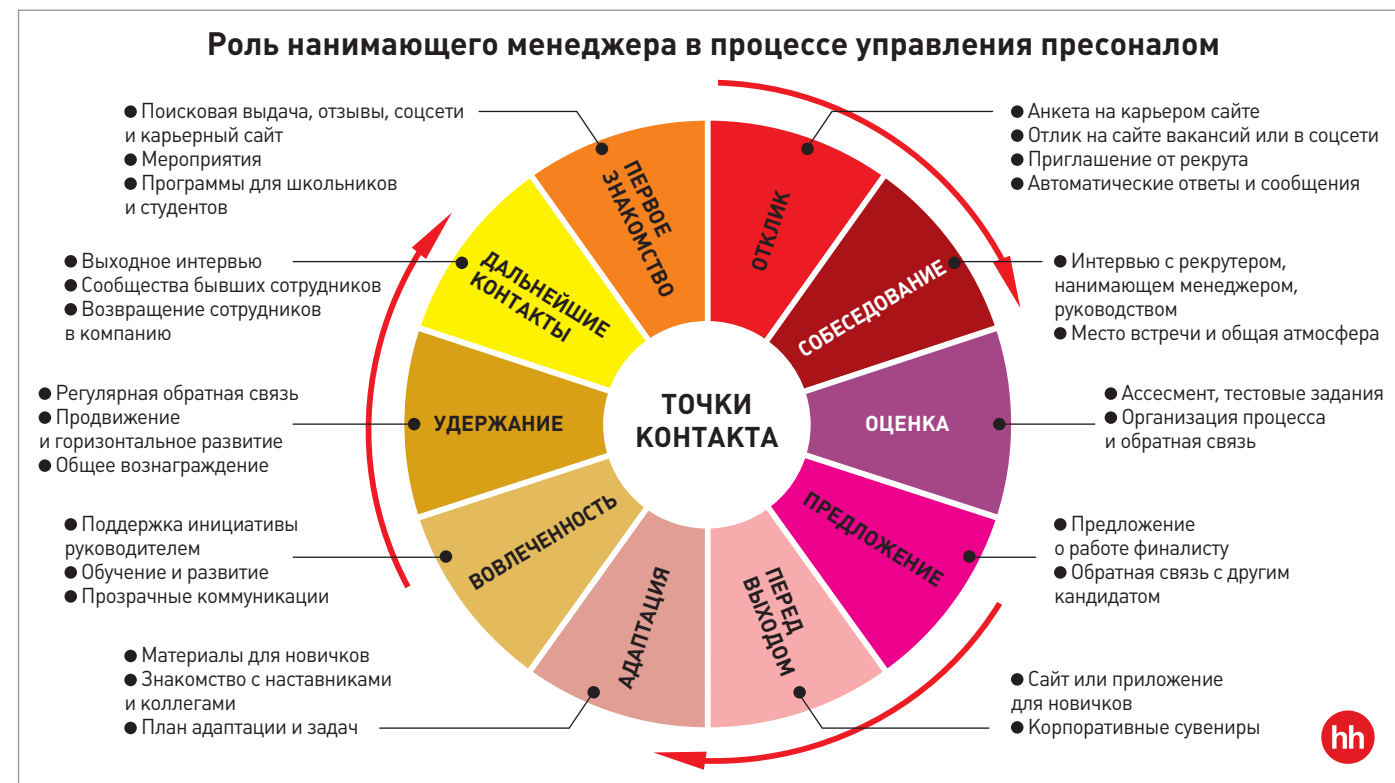 Роль нанимающего менеджера в процессе управления пресоналом
● Поисковая выдача, отзывы, соцсети
и карьерный сайт
● Мероприятия
● Программы для школьников
и студентов
● Анкета на карьером сайте
● Отлик на сайте вакансий или в соцсети
● Приглашение от рекрута
● Автоматические ответы и сообщения
● Выходное интервью
● Сообщества бывших сотрудников
● Возвращение сотрудников
в компанию
● Интервью с рекрутером,
нанимающем менеджером,
руководством
● Место встречи и общая атмосфера
● Регулярная обратная связь
● Продвижение
и горизонтальное развитие
● Общее вознаграждение
● Ассесмент, тестовые задания
● Организация процесса
и обратная связь
● Поддержка инициативы
руководителем
● Обучение и развитие
● Прозрачные коммуникации
● Предложение
о работе финалисту
● Обратная связь с другим
кандидатом
● Материалы для новичков
● Знакомство с наставниками
и коллегами
● План адаптации и задач
● Сайт или приложение
для новичков
● Корпоративные сувениры
ТОЧКИ
КОНТАКТА
ПЕРВОЕ
ЗНАКОМСТВО
ОТКЛИК
СОБЕСЕДОВАНИЕ
ОЦЕНКА
ПРЕДЛОЖЕНИЕ
ПЕРЕД
ВЫХОДОМ
АДАПТАЦИЯ
ВОВЛЕЧЕННОСТЬ
УДЕРЖАНИЕ
ДАЛЬНЕЙШИЕ
КОНТАКТЫ
hh